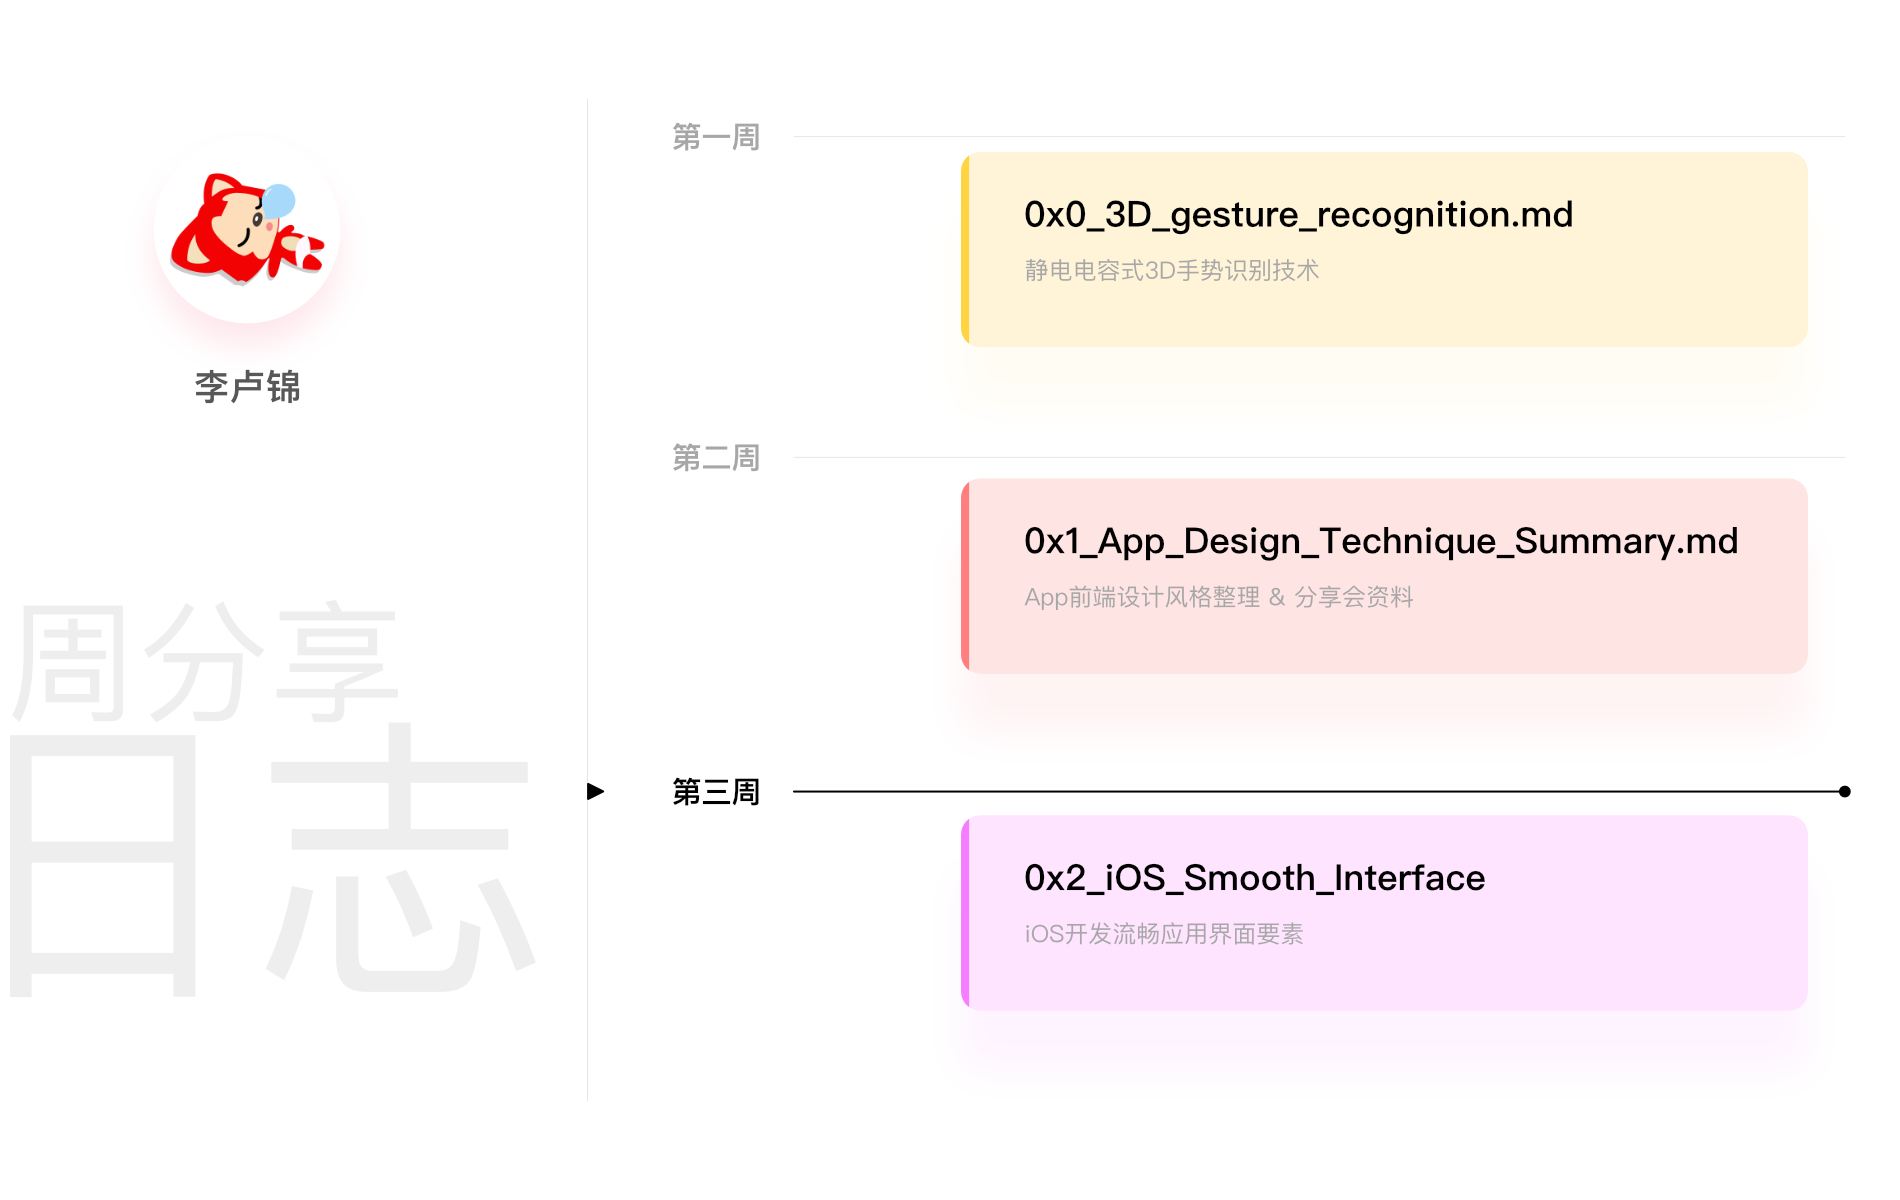 李卢锦
周分享
日志
第一周
0x0_3D_gesture_recognition.md
静电电容式3D手势识别技术
第二周
0x1_App_Design_Technique_Summary.md
App前端设计风格整理 & 分享会资料
第三周
0x2_iOS_Smooth_Interface
iOS开发流畅应用界面要素